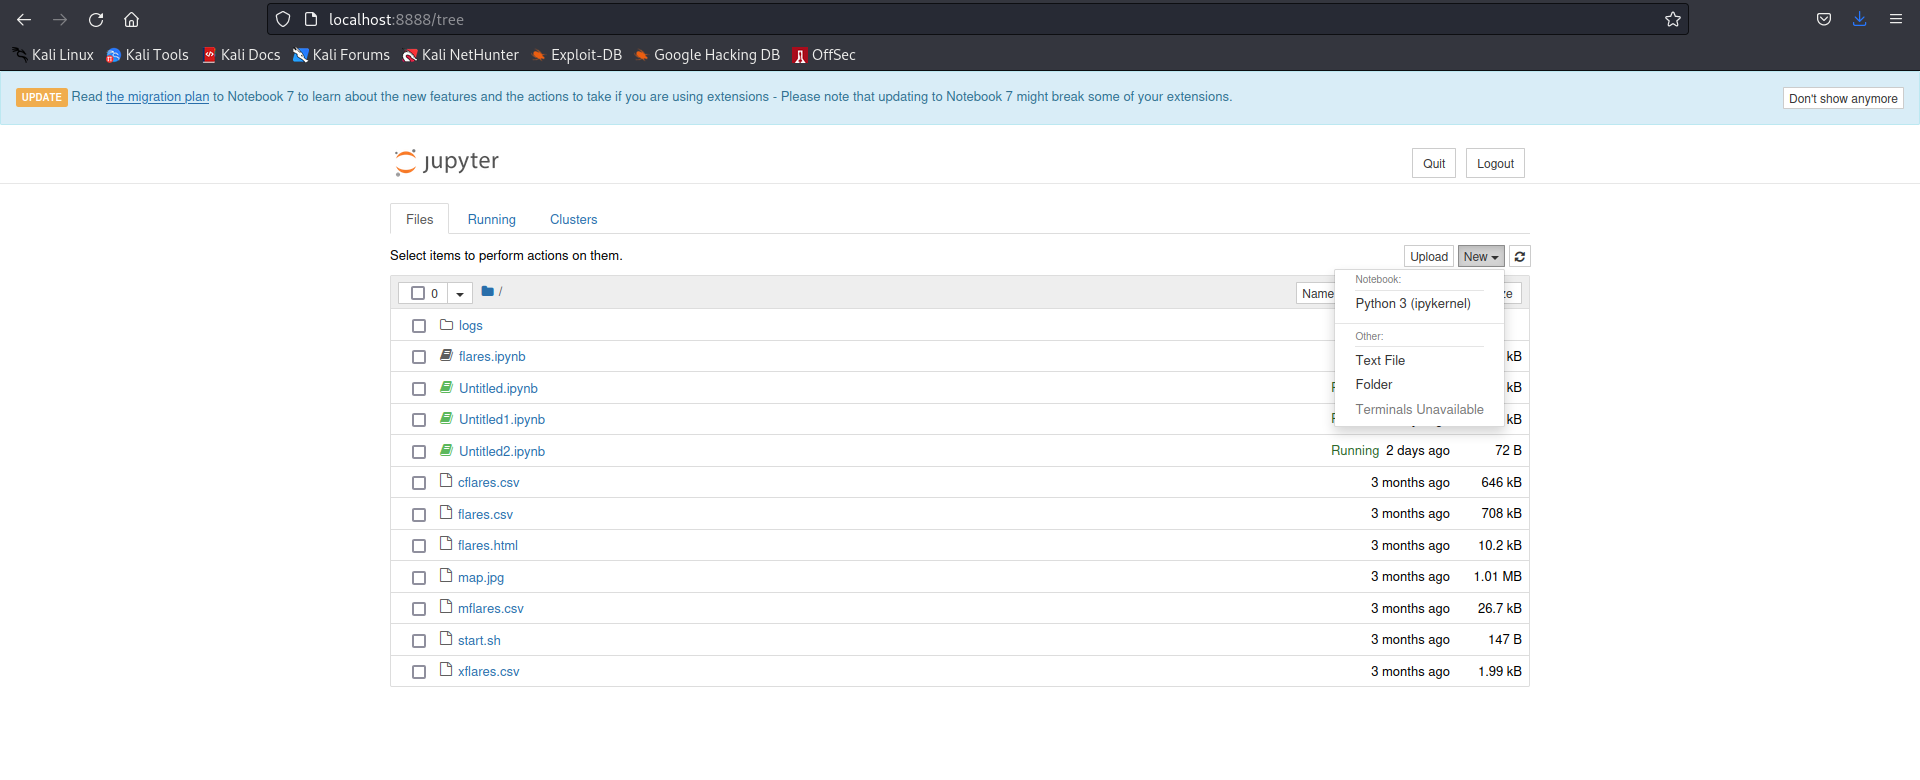 localhost:8888/tree
Kali Linux Kali Tools Kali Docs Kali Forums Kali NetHunter Exploit-DB Google Hacking DB OffSec
UPDATE Read the migration plan to Notebook 7 to learn about the new features and the actions to take if you are using extensions - Please note that updating to Notebook 7 might break some of your extensions. Don't show anymore
jupyter Quit Logout
Files Running Clusters
Select items to perform actions on them. Upload New
Notebook:
0 / Name
Python 3 (ipykernel)
logs
Other:
flares.ipynb Text File kB
Untitled.ipynb Folder kB
Terminals Unavailable
Untitled1.ipynb kB
Untitled2.ipynb Running 2 days ago 72 B
cflares.csv 3 months ago 646 kB
flares.csv 3 months ago 708 kB
flares.html 3 months ago 10.2 kB
map.jpg 3 months ago 1.01 MB
mflares.csv 3 months ago 26.7 kB
start.sh 3 months ago 147 B
xflares.csv 3 months ago 1.99 kB